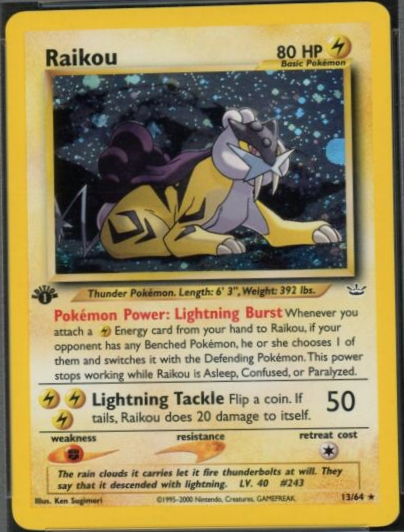 Raikou
80 HP
Basic Pokémon
Thunder Pokémon. Length: 6' 3", Weight: 392 lbs.
EDITION
1
Pokémon Power: Lightning Burst Whenever you
attach a Energy card from your hand to Raikou, if your
opponent has any Benched Pokémon, he or she chooses 1 of
them and switches it with the Defending Pokémon. This power
stops working while Raikou is Asleep, Confused, or Paralyzed.
Lightning Tackle Flip a coin. If 50
tails, Raikou does 20 damage to itself.
weakness resistance retreat cost
The rain clouds it carries let it fire thunderbolts at will. They
say that it descended with lightning. LV. 40 #243
Illus. Ken Sugimori ©1995-2000 Nintendo, Creatures, GAMEFREAK. 13/64 ★